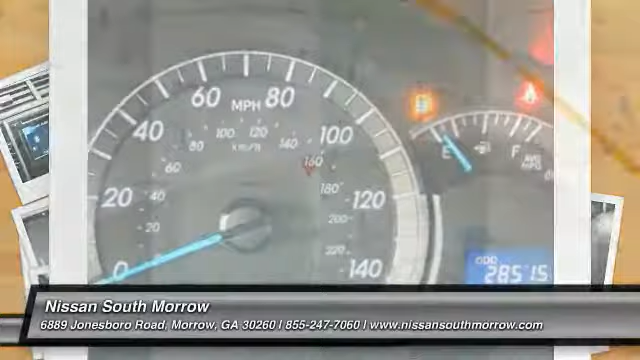 60 MPH 80
40 100
80 100 120 140
km/h
60 160
20 40 180 120
20 200
220
0 140
E F
AVG
MPG
ODO
28515
Nissan South Morrow
6889 Jonesboro Road, Morrow, GA 30260 | 855-247-7060 | www.nissansouthmorrow.com